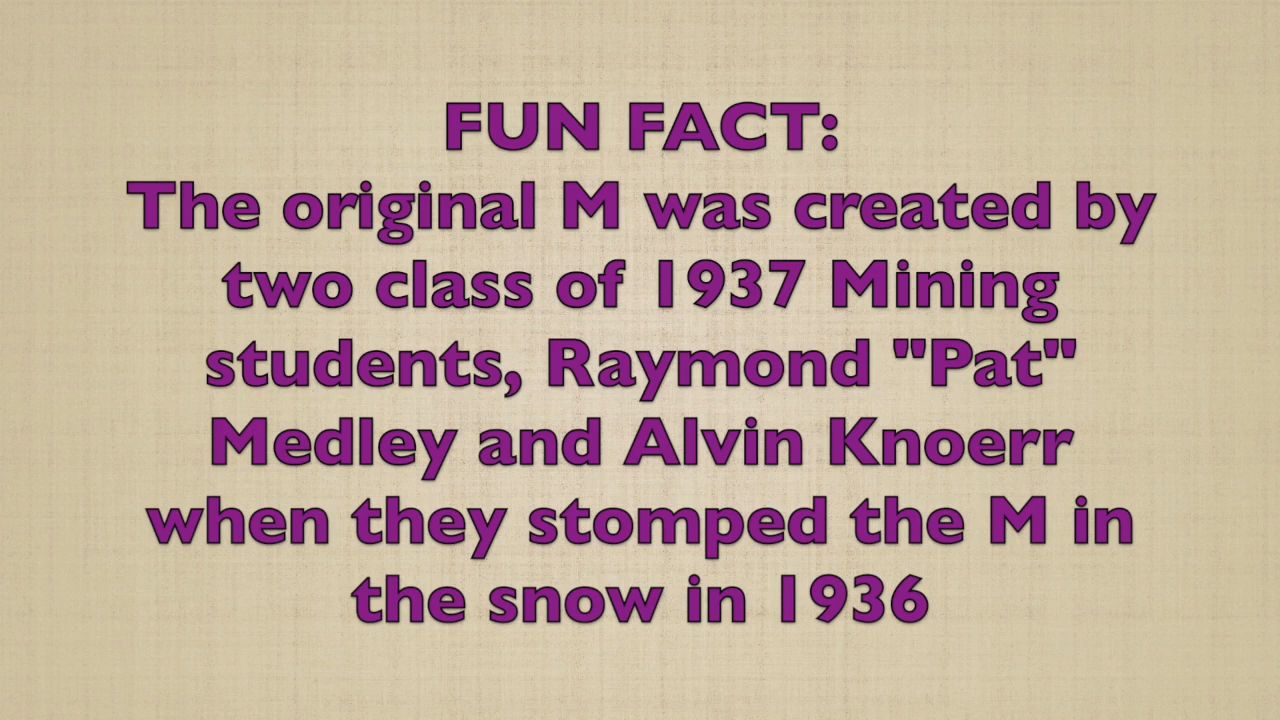 FUN FACT:
The original M was created by
two class of 1937 Mining
students, Raymond "Pat"
Medley and Alvin Knoerr
when they stomped the M in
the snow in 1936